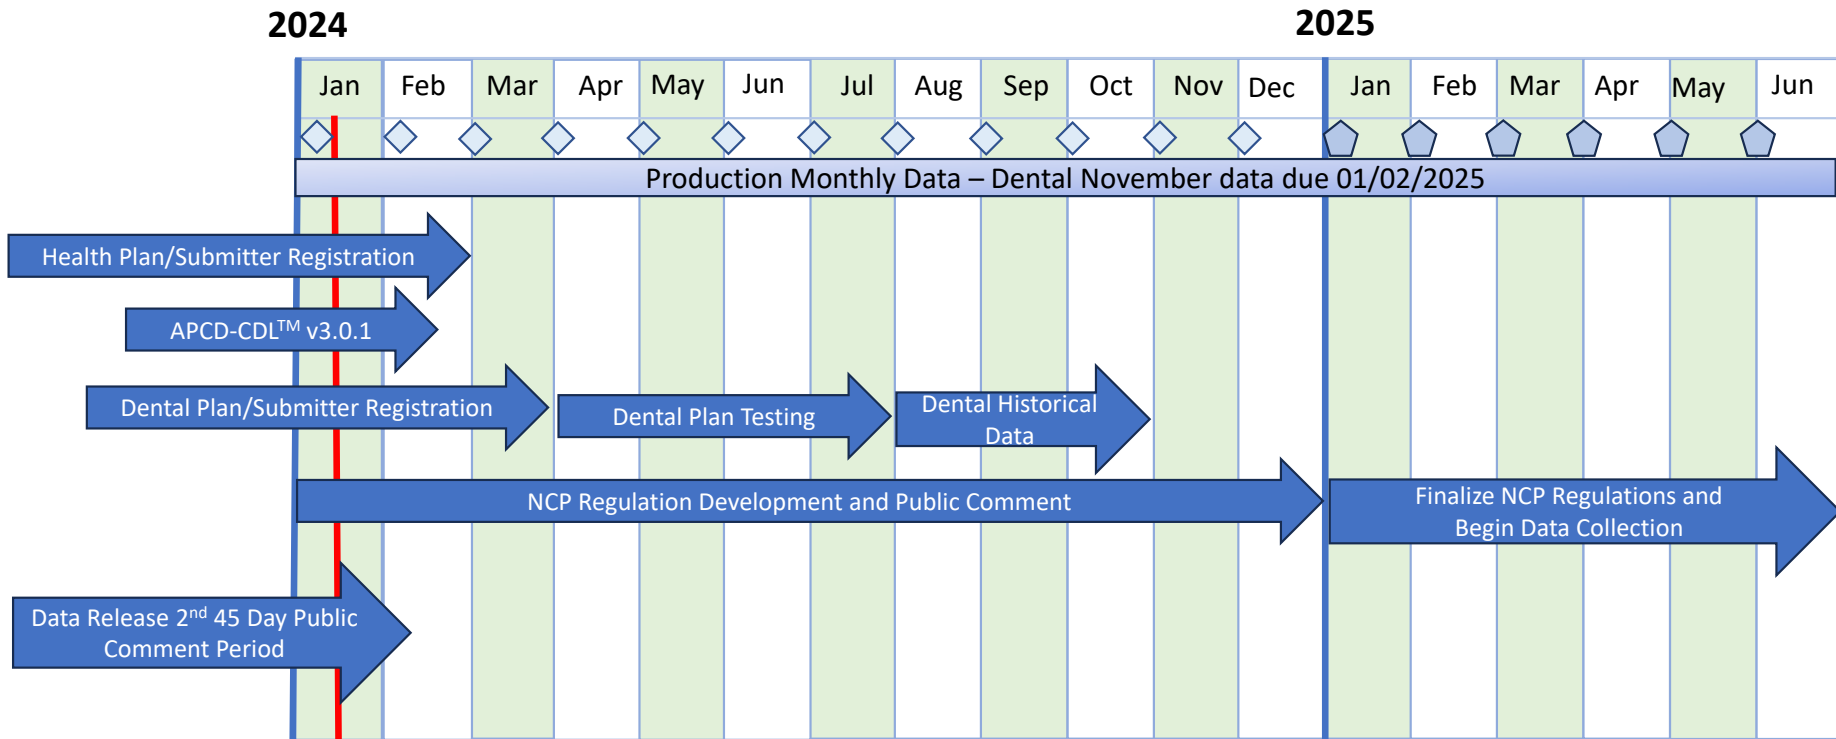 2024
2025
Jan Feb Mar Apr May Jun Jul Aug Sep Oct Nov Dec Jan Feb Mar Apr May Jun
Production Monthly Data – Dental November data due 01/02/2025
Health Plan/Submitter Registration
APCD-CDL™ v3.0.1
Dental Plan/Submitter Registration
Dental Plan Testing
Dental Historical
Data
NCP Regulation Development and Public Comment
Finalize NCP Regulations and
Begin Data Collection
Data Release 2nd 45 Day Public
Comment Period